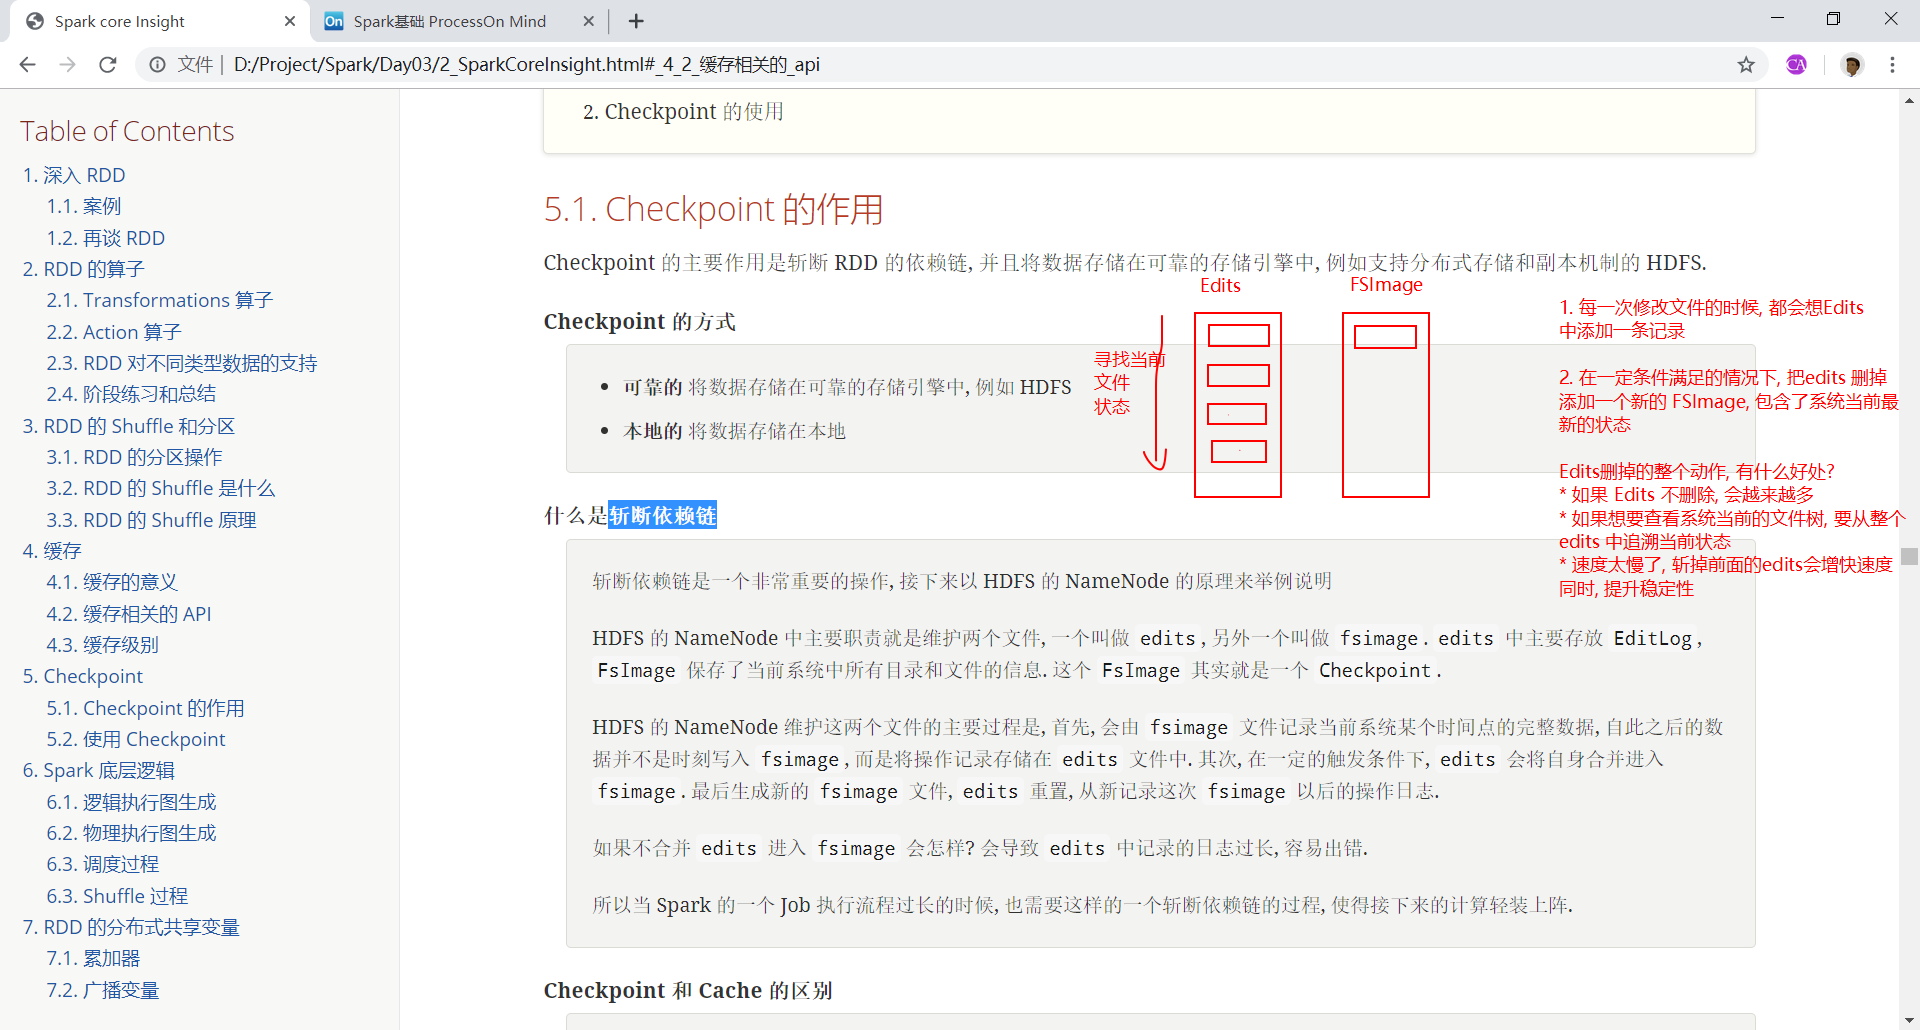 Spark core Insight
Spark基础 ProcessOn Mind
文件 | D:/Project/Spark/Day03/2_SparkCoreInsight.html#_4_2_缓存相关的_api
Table of Contents
1. 深入 RDD
1.1. 案例
1.2. 再谈 RDD
2. RDD 的算子
2.1. Transformations 算子
2.2. Action 算子
2.3. RDD 对不同类型数据的支持
2.4. 阶段练习和总结
3. RDD 的 Shuffle 和分区
3.1. RDD 的分区操作
3.2. RDD 的 Shuffle 是什么
3.3. RDD 的 Shuffle 原理
4. 缓存
4.1. 缓存的意义
4.2. 缓存相关的 API
4.3. 缓存级别
5. Checkpoint
5.1. Checkpoint 的作用
5.2. 使用 Checkpoint
6. Spark 底层逻辑
6.1. 逻辑执行图生成
6.2. 物理执行图生成
6.3. 调度过程
6.3. Shuffle 过程
7. RDD 的分布式共享变量
7.1. 累加器
7.2. 广播变量
2. Checkpoint 的使用
5.1. Checkpoint 的作用
Checkpoint 的主要作用是斩断 RDD 的依赖链, 并且将数据存储在可靠的存储引擎中, 例如支持分布式存储和副本机制的 HDFS.
Checkpoint 的方式
• 可靠的 将数据存储在可靠的存储引擎中, 例如 HDFS
• 本地的 将数据存储在本地
寻找当前
文件
状态
Edits
FSImage
1. 每一次修改文件的时候, 都会想Edits
中添加一条记录
2. 在一定条件满足的情况下, 把edits 删掉
添加一个新的 FSImage, 包含了系统当前最
新的状态
Edits删掉的整个动作, 有什么好处?
* 如果 Edits 不删除, 会越来越多
* 如果想要查看系统当前的文件树, 要从整个
edits 中追溯当前状态
* 速度太慢了, 斩掉前面的edits会增快速度
同时, 提升稳定性
什么是斩断依赖链
斩断依赖链是一个非常重要的操作, 接下来以 HDFS 的 NameNode 的原理来举例说明
HDFS 的 NameNode 中主要职责就是维护两个文件, 一个叫做 edits, 另外一个叫做 fsimage. edits 中主要存放 EditLog,
FsImage 保存了当前系统中所有目录和文件的信息. 这个 FsImage 其实就是一个 Checkpoint.
HDFS 的 NameNode 维护这两个文件的主要过程是, 首先, 会由 fsimage 文件记录当前系统某个时间点的完整数据, 自此之后的数
据并不是时刻写入 fsimage, 而是将操作记录存储在 edits 文件中. 其次, 在一定的触发条件下, edits 会将自身合并进入
fsimage. 最后生成新的 fsimage 文件, edits 重置, 从新记录这次 fsimage 以后的操作日志.
如果不合并 edits 进入 fsimage 会怎样? 会导致 edits 中记录的日志过长, 容易出错.
所以当 Spark 的一个 Job 执行流程过长的时候, 也需要这样的一个斩断依赖链的过程, 使得接下来的计算轻装上阵.
Checkpoint 和 Cache 的区别